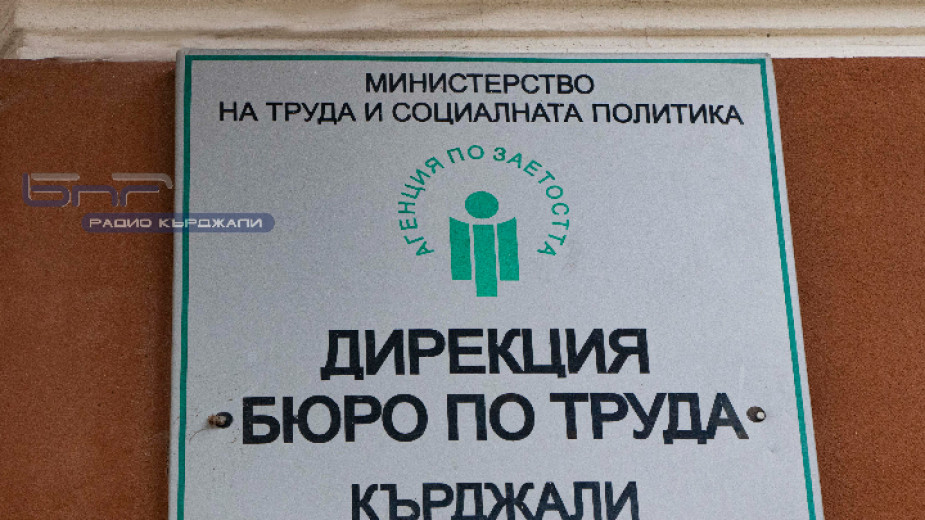 МИНИСТЕРСТВО
НА ТРУДА И СОЦИАЛНАТА ПОЛИТИКА
АГЕНЦИЯ ПО ЗАЕТОСТТА
БНР
РАДИО КЪРДЖАЛИ
ДИРЕКЦИЯ
БЮРО ПО ТРУДА
КЪРДЖАЛИ